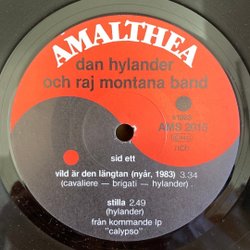 AMALTHEA
dan hylander
och raj montana band
AMS 2015
ncb
sid ett
vild är den längtan (nyår, 1983) 3.34
(cavaliere – brigati – hylander)
stilla 2.49
(hylander)
från kommande lp
"calypso"